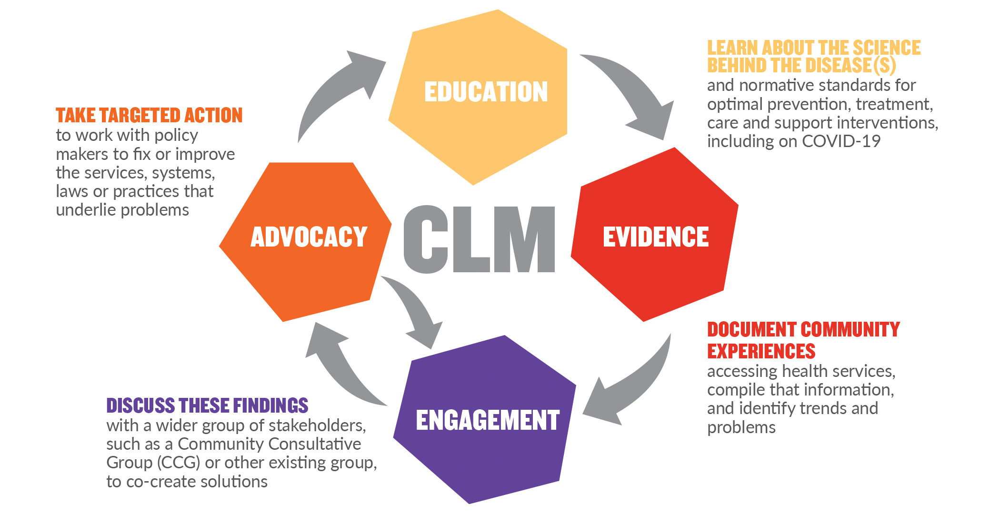 EDUCATION
LEARN ABOUT THE SCIENCE
BEHIND THE DISEASE(S)
and normative standards for
optimal prevention, treatment,
care and support interventions,
including on COVID-19
TAKE TARGETED ACTION
to work with policy
makers to fix or improve
the services, systems,
laws or practices that
underlie problems
ADVOCACY
CLM
EVIDENCE
DOCUMENT COMMUNITY
EXPERIENCES
accessing health services,
compile that information,
and identify trends and
problems
DISCUSS THESE FINDINGS
with a wider group of stakeholders,
such as a Community Consultative
Group (CCG) or other existing group,
to co-create solutions
ENGAGEMENT